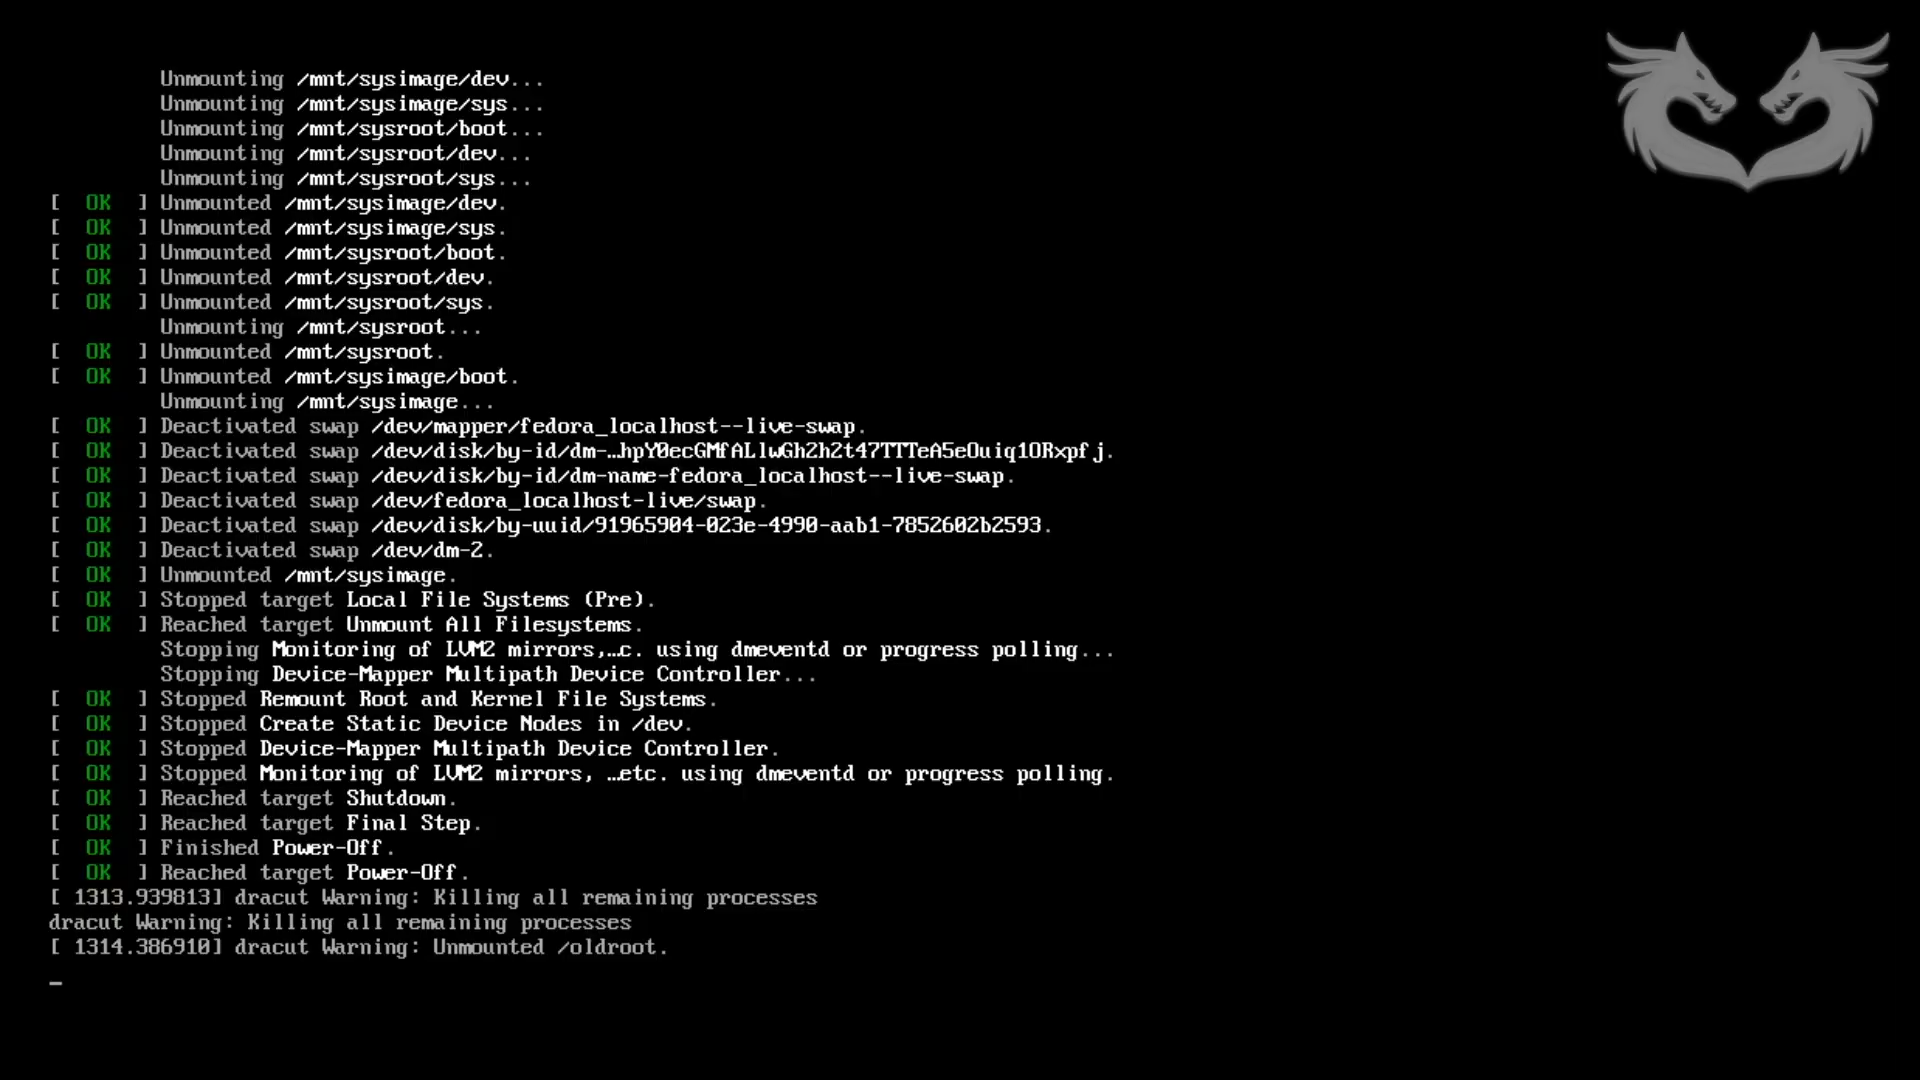 Unmounting /mnt/sysimage/dev...
Unmounting /mnt/sysimage/sys...
Unmounting /mnt/sysroot/boot...
Unmounting /mnt/sysroot/dev...
Unmounting /mnt/sysroot/sys...
[  OK  ] Unmounted /mnt/sysimage/dev.
[  OK  ] Unmounted /mnt/sysimage/sys.
[  OK  ] Unmounted /mnt/sysroot/boot.
[  OK  ] Unmounted /mnt/sysroot/dev.
[  OK  ] Unmounted /mnt/sysroot/sys.
Unmounting /mnt/sysroot...
[  OK  ] Unmounted /mnt/sysroot.
[  OK  ] Unmounted /mnt/sysimage/boot.
Unmounting /mnt/sysimage...
[  OK  ] Deactivated swap /dev/mapper/fedora_localhost--live-swap.
[  OK  ] Deactivated swap /dev/disk/by-id/dm-…hpY0ecGMfALlwGh2h2t47TTTeA5eOuiq1ORxpfj.
[  OK  ] Deactivated swap /dev/disk/by-id/dm-name-fedora_localhost--live-swap.
[  OK  ] Deactivated swap /dev/fedora_localhost-live/swap.
[  OK  ] Deactivated swap /dev/disk/by-uuid/91965904-023e-4990-aab1-7852602b2593.
[  OK  ] Deactivated swap /dev/dm-2.
[  OK  ] Unmounted /mnt/sysimage.
[  OK  ] Stopped target Local File Systems (Pre).
[  OK  ] Reached target Unmount All Filesystems.
Stopping Monitoring of LVM2 mirrors,…c. using dmeventd or progress polling...
Stopping Device-Mapper Multipath Device Controller...
[  OK  ] Stopped Remount Root and Kernel File Systems.
[  OK  ] Stopped Create Static Device Nodes in /dev.
[  OK  ] Stopped Device-Mapper Multipath Device Controller.
[  OK  ] Stopped Monitoring of LVM2 mirrors, …etc. using dmeventd or progress polling.
[  OK  ] Reached target Shutdown.
[  OK  ] Reached target Final Step.
[  OK  ] Finished Power-Off.
[  OK  ] Reached target Power-Off.
[ 1313.939813] dracut Warning: Killing all remaining processes
dracut Warning: Killing all remaining processes
[ 1314.386910] dracut Warning: Unmounted /oldroot.